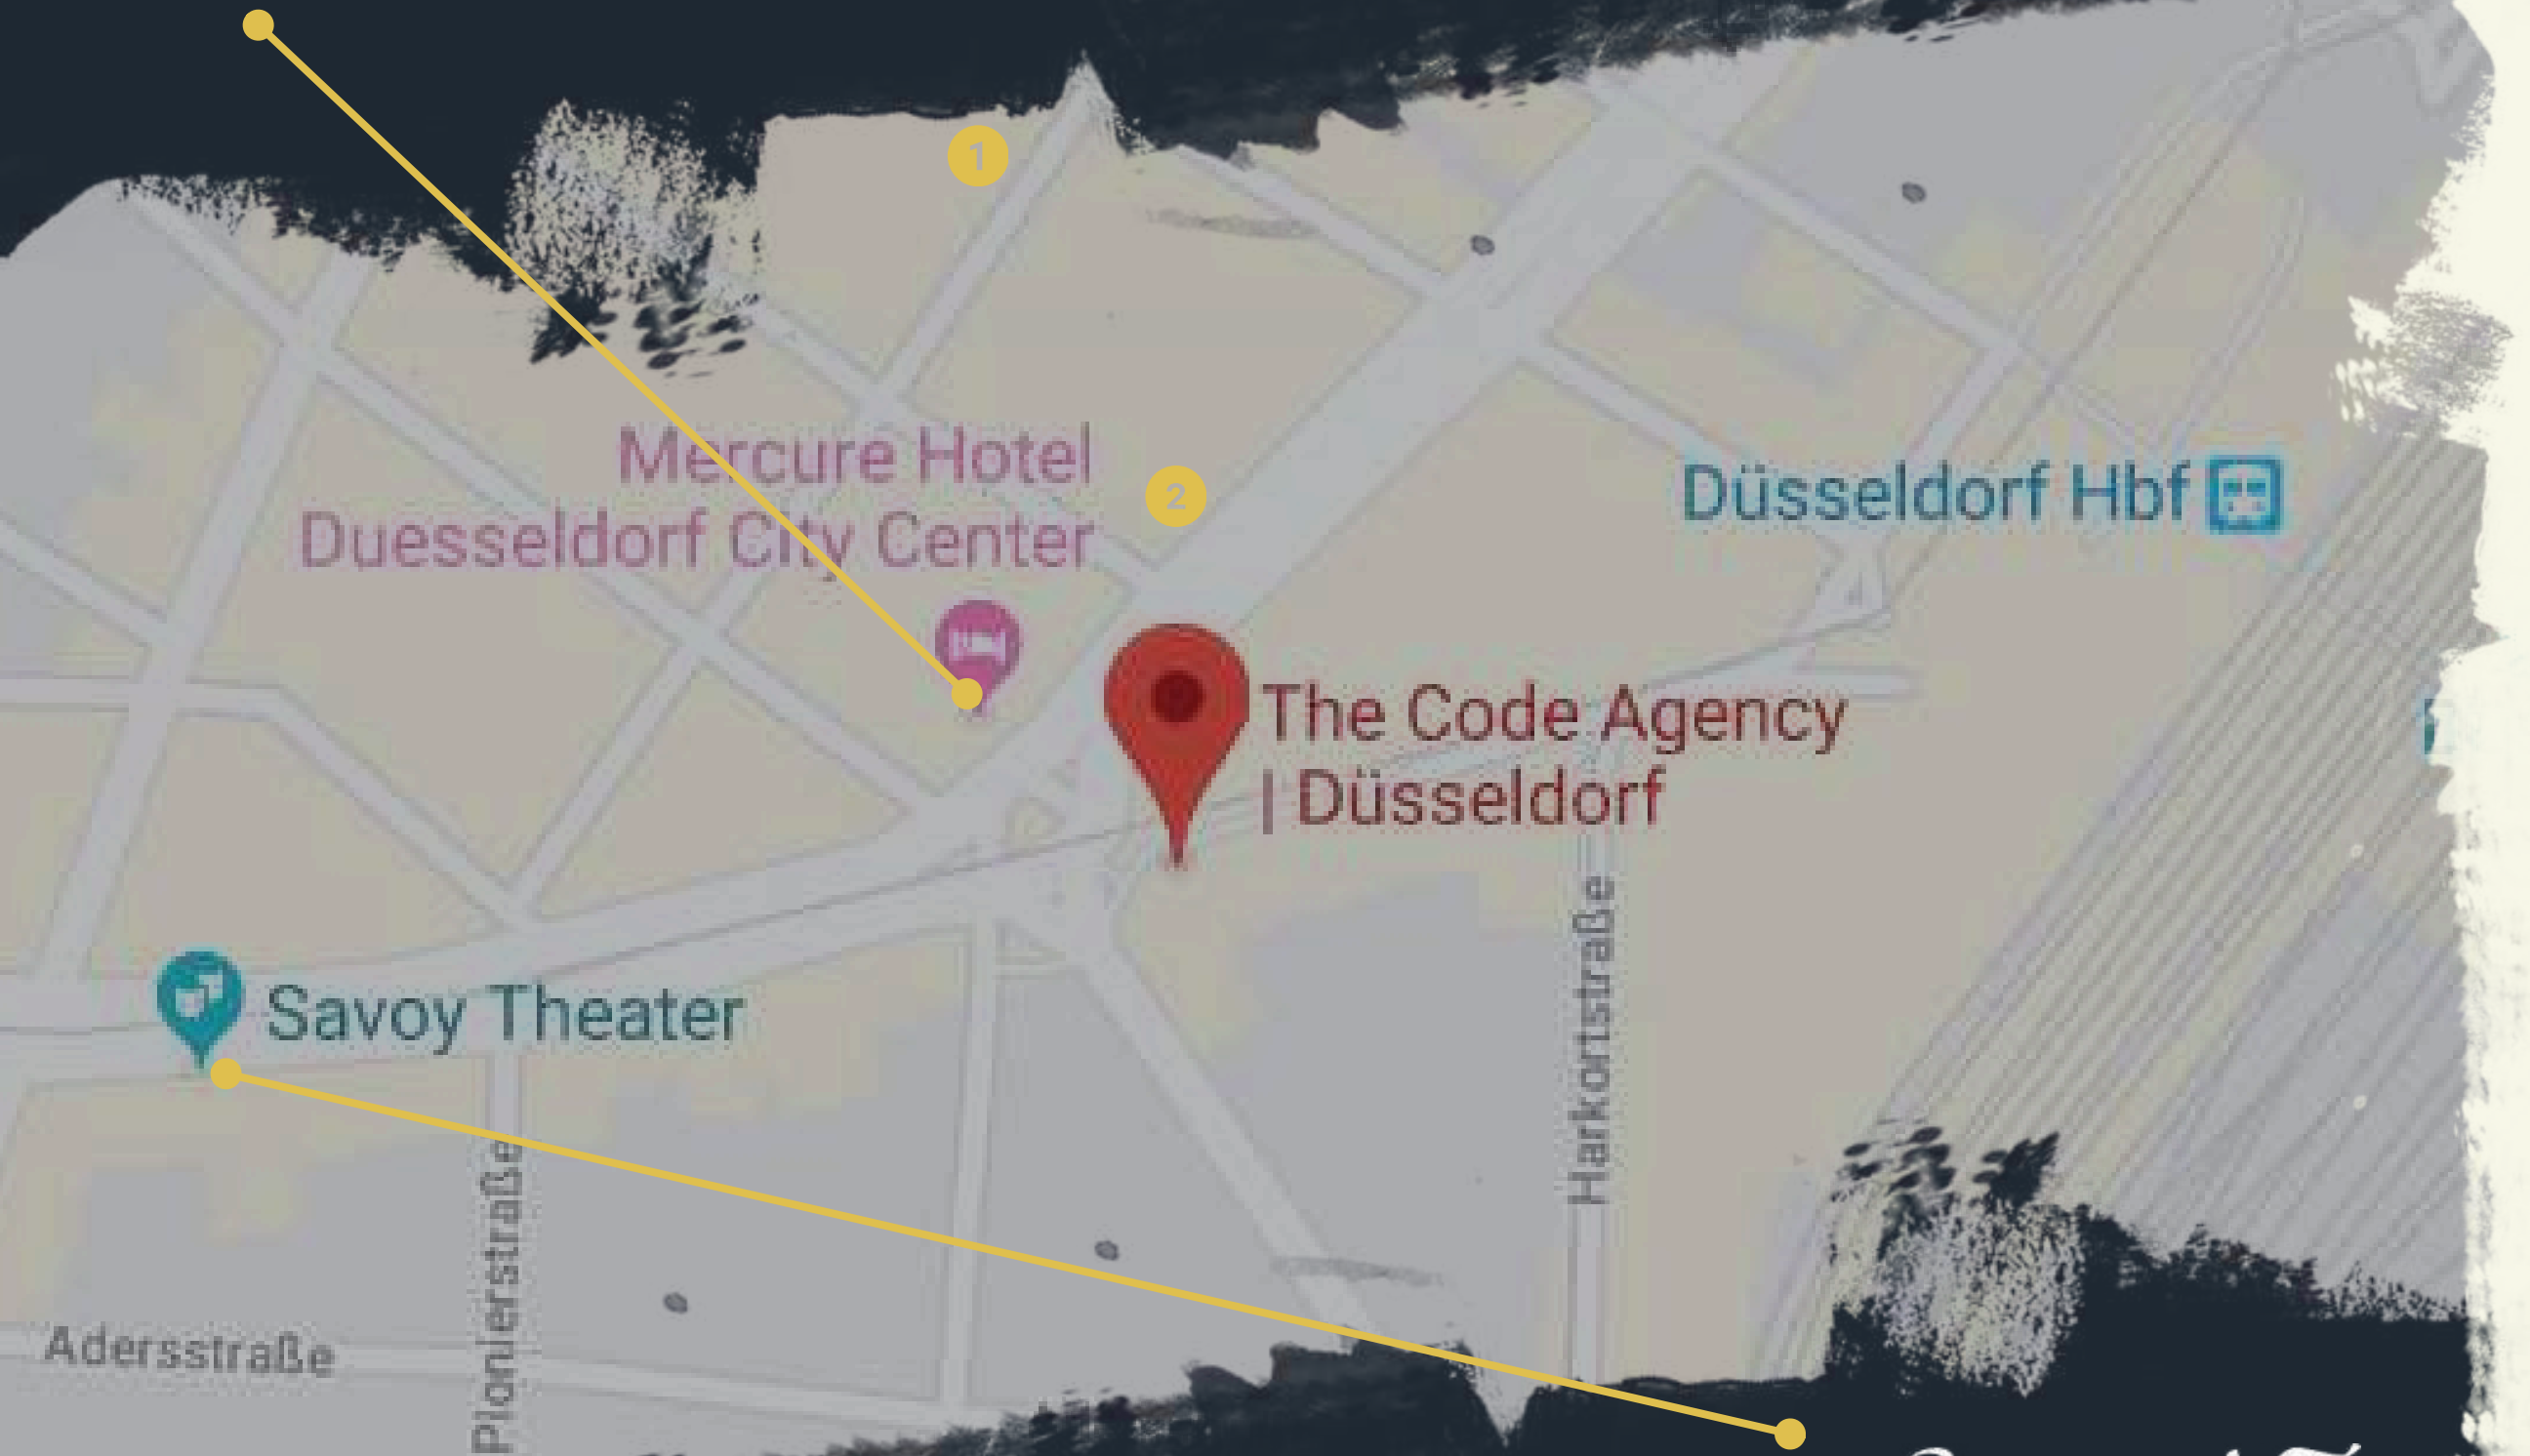 1
Mercure Hotel
Duesseldorf City Center
2
Düsseldorf Hbf
The Code Agency
| Düsseldorf
Savoy Theater
Harkortstraße
Pionierstraße
Adersstraße